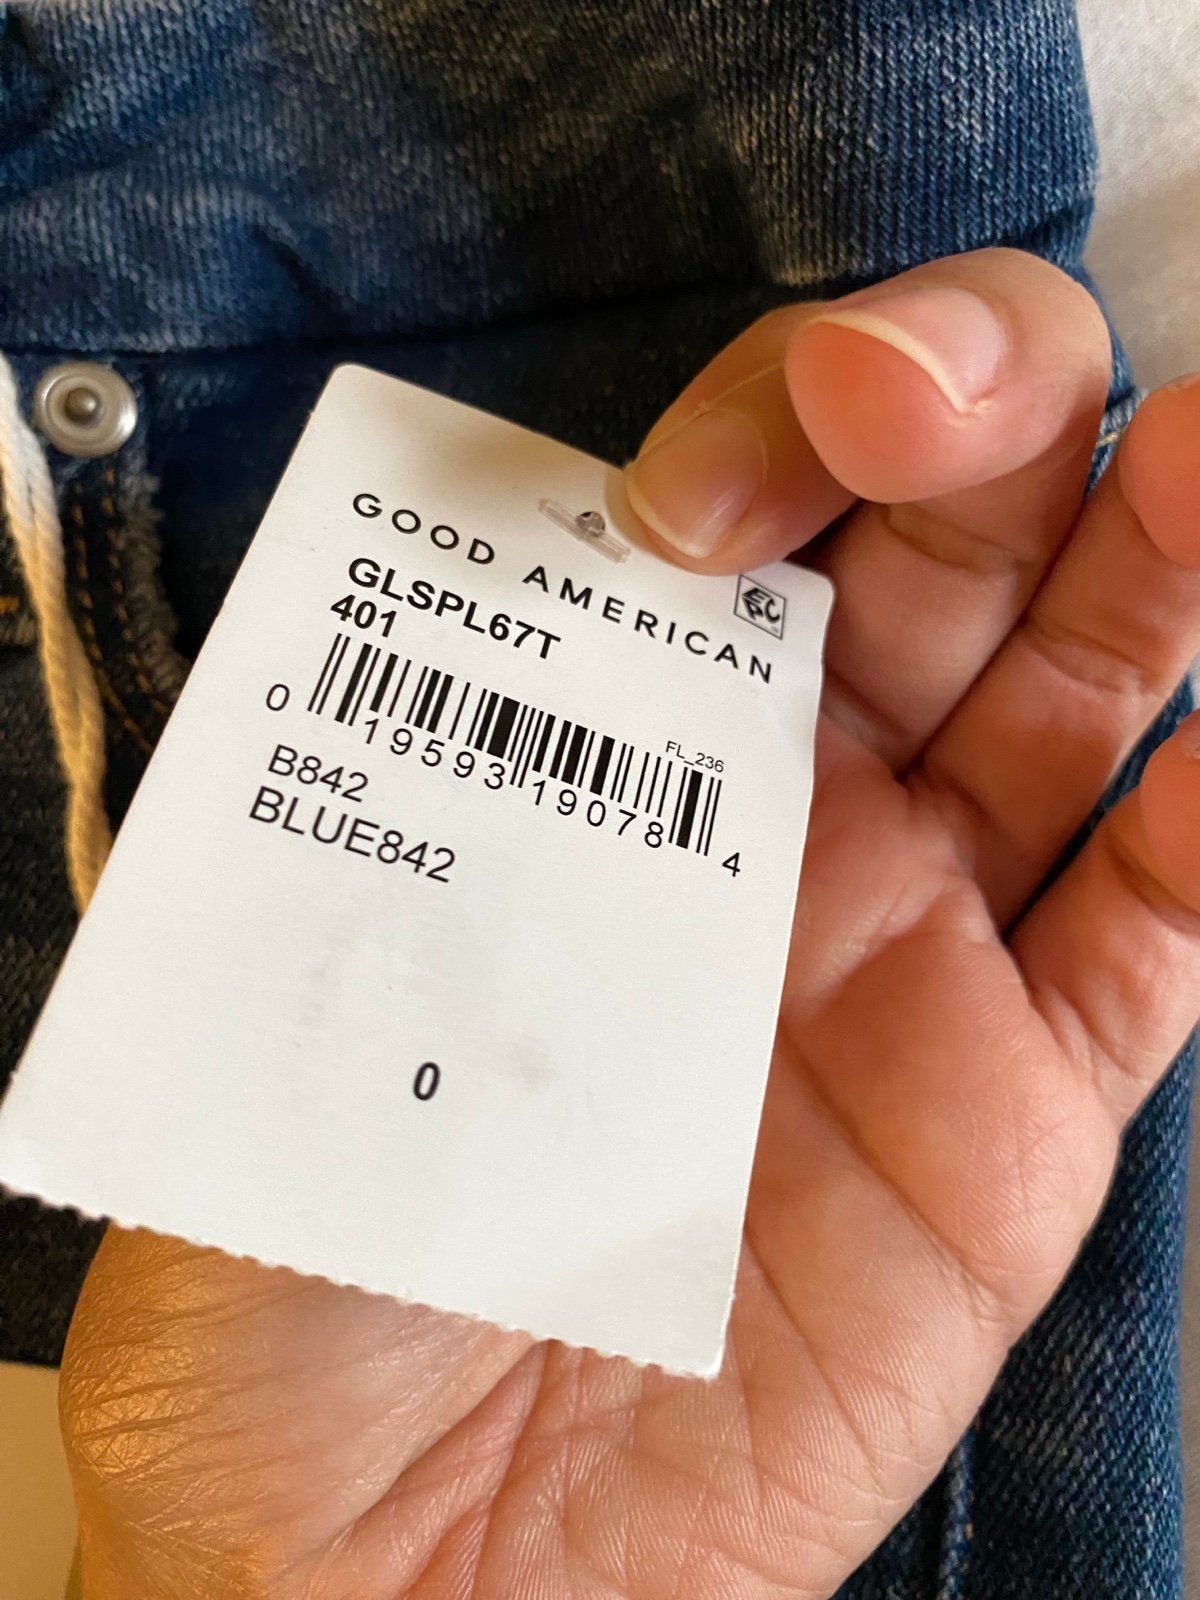 GOOD AMERICAN
GLSPL67T
401
FL_236
0 19593 19078 4
B842
BLUE842
0